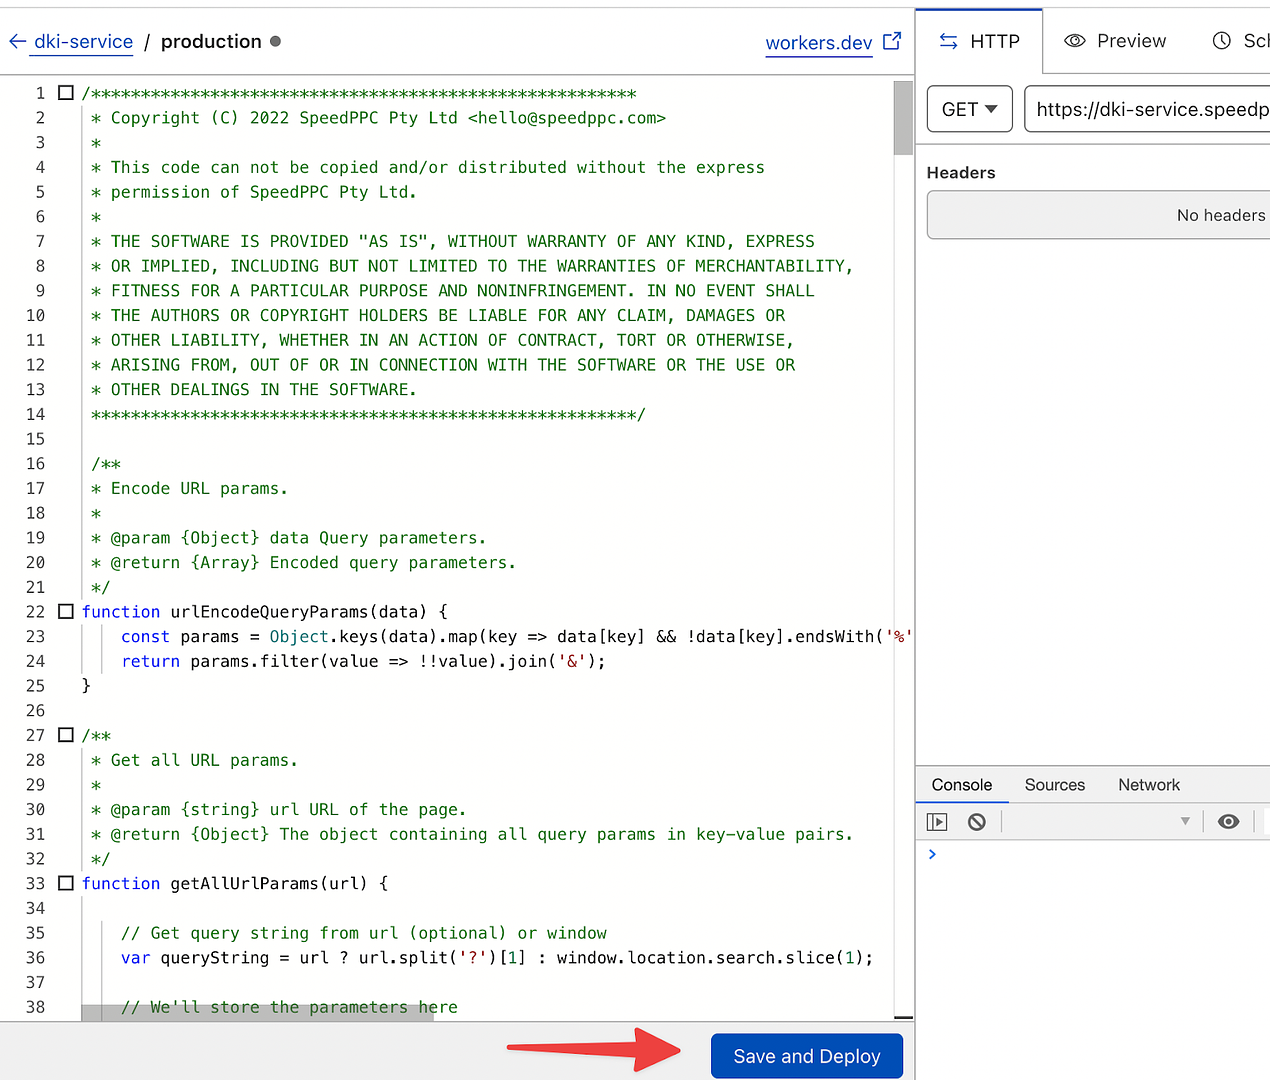 dki-service / production
workers.dev
HTTP
Preview
GET
https://dki-service.speedp
Headers
No headers
1 /*******************************************************
2 * Copyright (C) 2022 SpeedPPC Pty Ltd <hello@speedppc.com>
3 *
4 * This code can not be copied and/or distributed without the express
5 * permission of SpeedPPC Pty Ltd.
6 *
7 * THE SOFTWARE IS PROVIDED "AS IS", WITHOUT WARRANTY OF ANY KIND, EXPRESS
8 * OR IMPLIED, INCLUDING BUT NOT LIMITED TO THE WARRANTIES OF MERCHANTABILITY,
9 * FITNESS FOR A PARTICULAR PURPOSE AND NONINFRINGEMENT. IN NO EVENT SHALL
10 * THE AUTHORS OR COPYRIGHT HOLDERS BE LIABLE FOR ANY CLAIM, DAMAGES OR
11 * OTHER LIABILITY, WHETHER IN AN ACTION OF CONTRACT, TORT OR OTHERWISE,
12 * ARISING FROM, OUT OF OR IN CONNECTION WITH THE SOFTWARE OR THE USE OR
13 * OTHER DEALINGS IN THE SOFTWARE.
14 *******************************************************/
15
16 /**
17 * Encode URL params.
18 *
19 * @param {Object} data Query parameters.
20 * @return {Array} Encoded query parameters.
21 */
22 function urlEncodeQueryParams(data) {
23 const params = Object.keys(data).map(key => data[key] && !data[key].endsWith('%'
24 return params.filter(value => !!value).join('&');
25 }
26
27 /**
28 * Get all URL params.
29 *
30 * @param {string} url URL of the page.
31 * @return {Object} The object containing all query params in key-value pairs.
32 */
33 function getAllUrlParams(url) {
34
35 // Get query string from url (optional) or window
36 var queryString = url ? url.split('?')[1] : window.location.search.slice(1);
37
38 // We'll store the parameters here
Console
Sources
Network
Save and Deploy